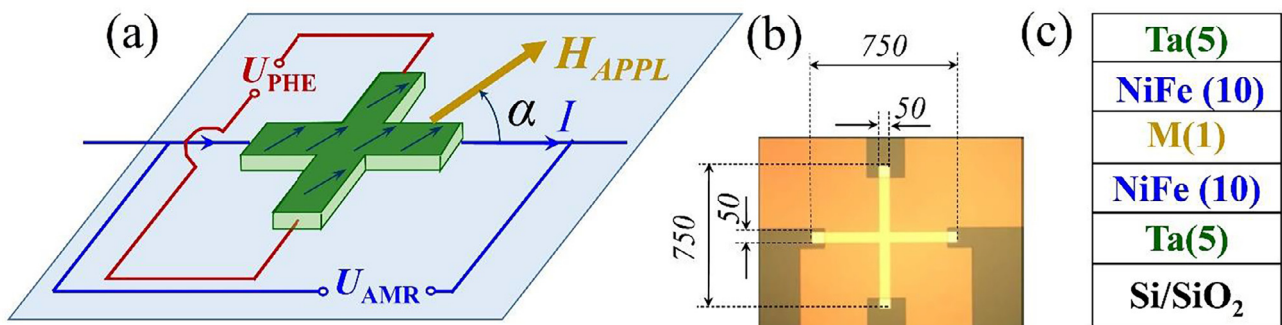 (a)
U_PHE
H_APPL
α
I
U_AMR
(b)
750
50
750
50
(c)
Ta(5)
NiFe (10)
M(1)
NiFe (10)
Ta(5)
Si/SiO₂